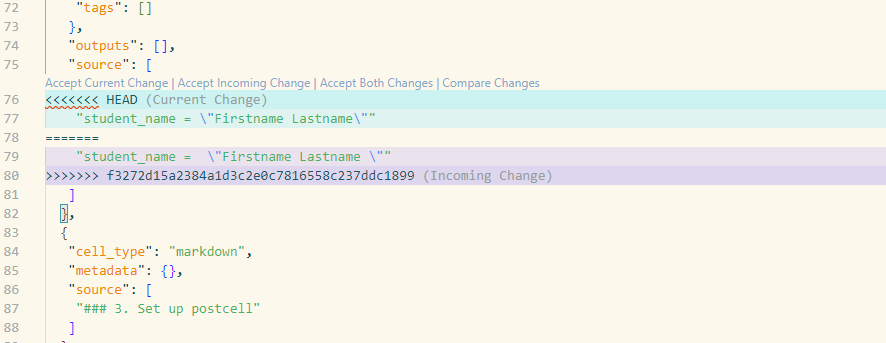 72 "tags": []
73 },
74 "outputs": [],
75 "source": [
Accept Current Change | Accept Incoming Change | Accept Both Changes | Compare Changes
76 <<<<<<< HEAD (Current Change)
77 "student_name = \"Firstname Lastname\""
78 =======
79 "student_name =  \"Firstname Lastname \""
80 >>>>>>> f3272d15a2384a1d3c2e0c7816558c237ddc1899 (Incoming Change)
81 ]
82 },
83 {
84 "cell_type": "markdown",
85 "metadata": {},
86 "source": [
87 "### 3. Set up postcell"
88 ]